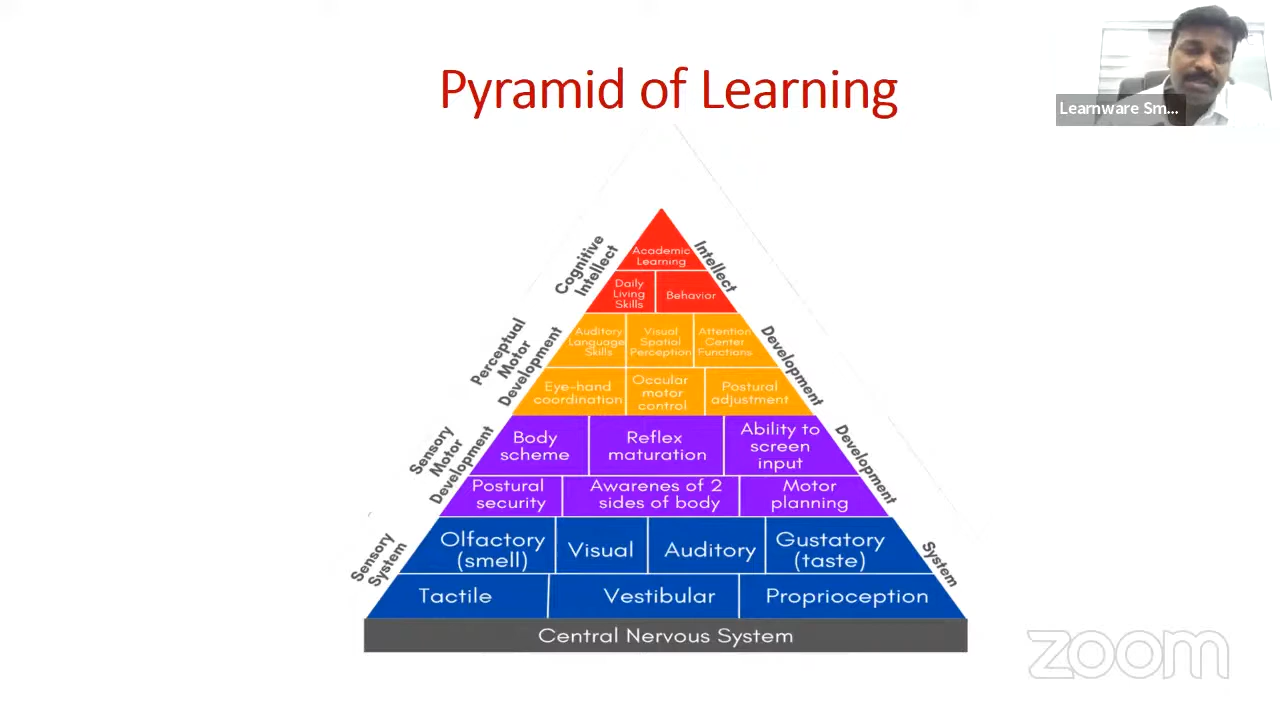 Pyramid of Learning
Learnware Sm...
Cognitive
Intellect
Academic
Learning
Intellect
Daily
Living
Skills
Behavior
Perceptual
Motor
Development
Auditory
Language
Skills
Visual
Spatial
Perception
Attention
Center
Functions
Development
Eye-hand
coordination
Occular
motor
control
Postural
adjustment
Sensory
Motor
Development
Body
scheme
Reflex
maturation
Ability to
screen
input
Development
Postural
security
Awarenes of 2
sides of body
Motor
planning
Sensory
System
Olfactory
(smell)
Visual
Auditory
Gustatory
(taste)
System
Tactile
Vestibular
Proprioception
Central Nervous System
zoom